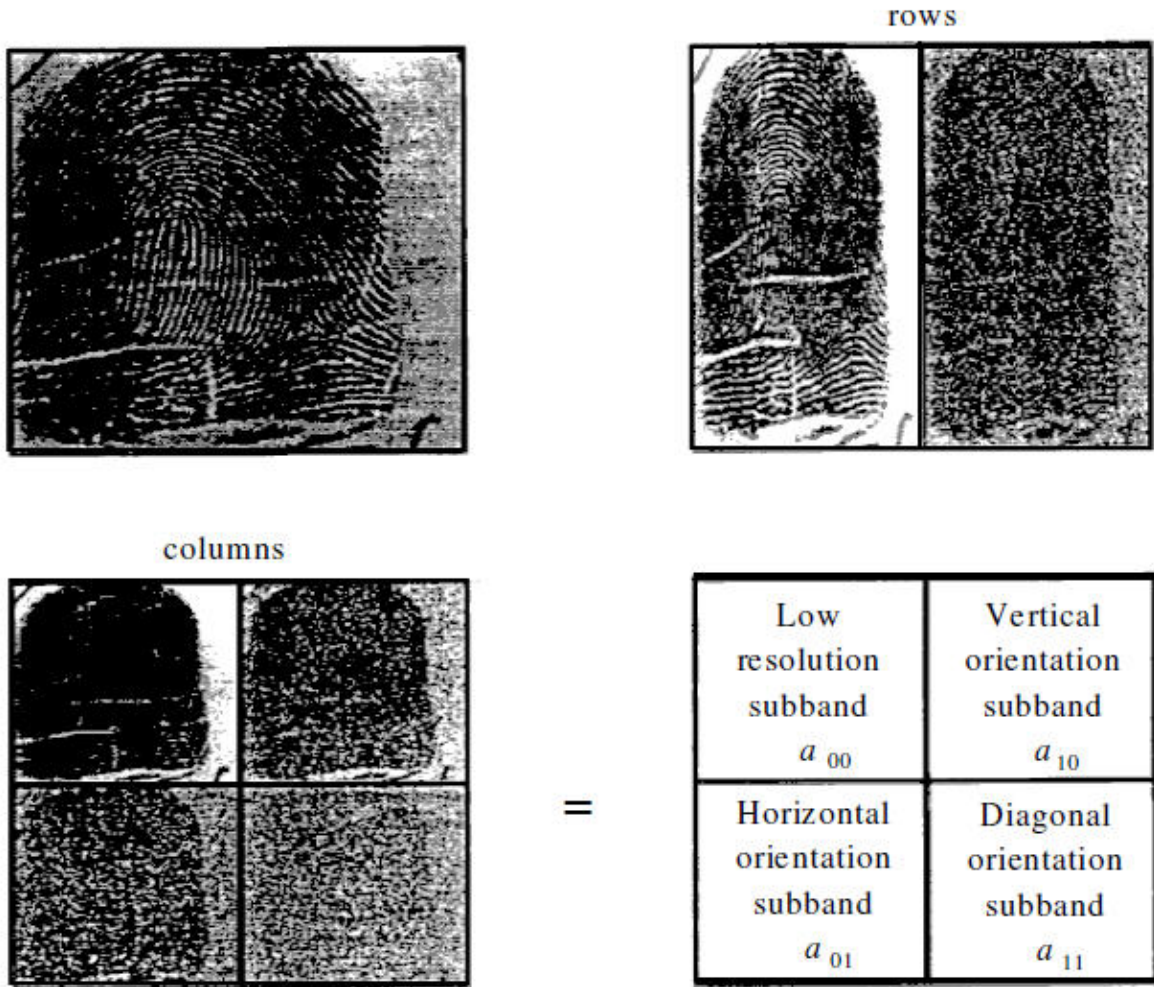 rows
columns
=
Low
resolution
subband
a 00
Vertical
orientation
subband
a 10
Horizontal
orientation
subband
a 01
Diagonal
orientation
subband
a 11